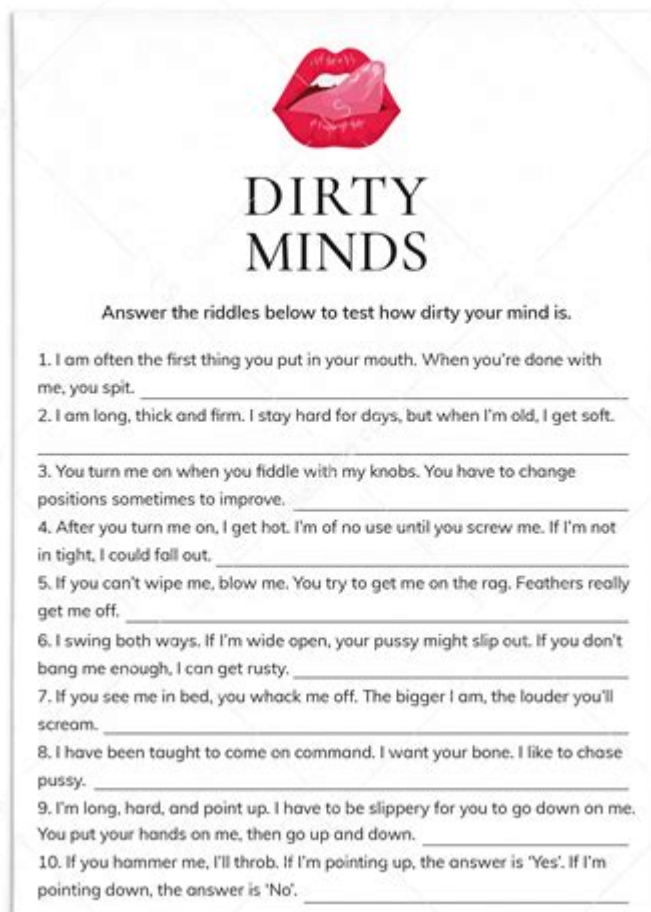 DIRTY
MINDS
Answer the riddles below to test how dirty your mind is.
1. I am often the first thing you put in your mouth. When you're done with
me, you spit.
2. I am long, thick and firm. I stay hard for days, but when I'm old, I get soft.
3. You turn me on when you fiddle with my knobs. You have to change
positions sometimes to improve.
4. After you turn me on, I get hot. I'm of no use until you screw me. If I'm not
in tight, I could fall out.
5. If you can't wipe me, blow me. You try to get me on the rag. Feathers really
get me off.
6. I swing both ways. If I'm wide open, your pussy might slip out. If you don't
bang me enough, I can get rusty.
7. If you see me in bed, you whack me off. The bigger I am, the louder you'll
scream.
8. I have been taught to come on command. I want your bone. I like to chase
pussy.
9. I'm long, hard, and point up. I have to be slippery for you to go down on me.
You put your hands on me, then go up and down.
10. If you hammer me, I'll throb. If I'm pointing up, the answer is 'Yes'. If I'm
pointing down, the answer is 'No'.